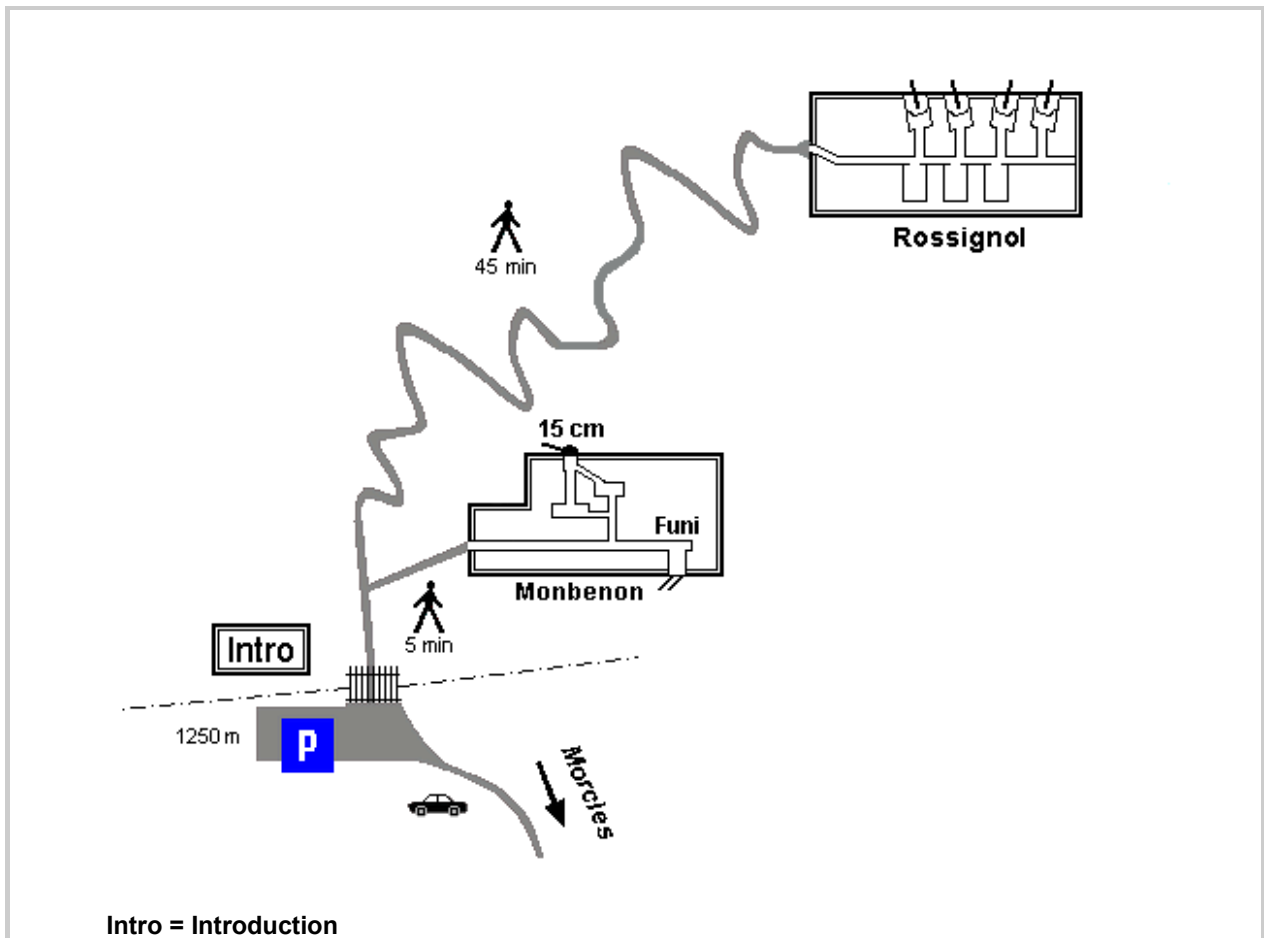 Rossignol
45 min
15 cm
Funi
Monbenon
5 min
Intro
1250 m
P
Morcles
Intro = Introduction